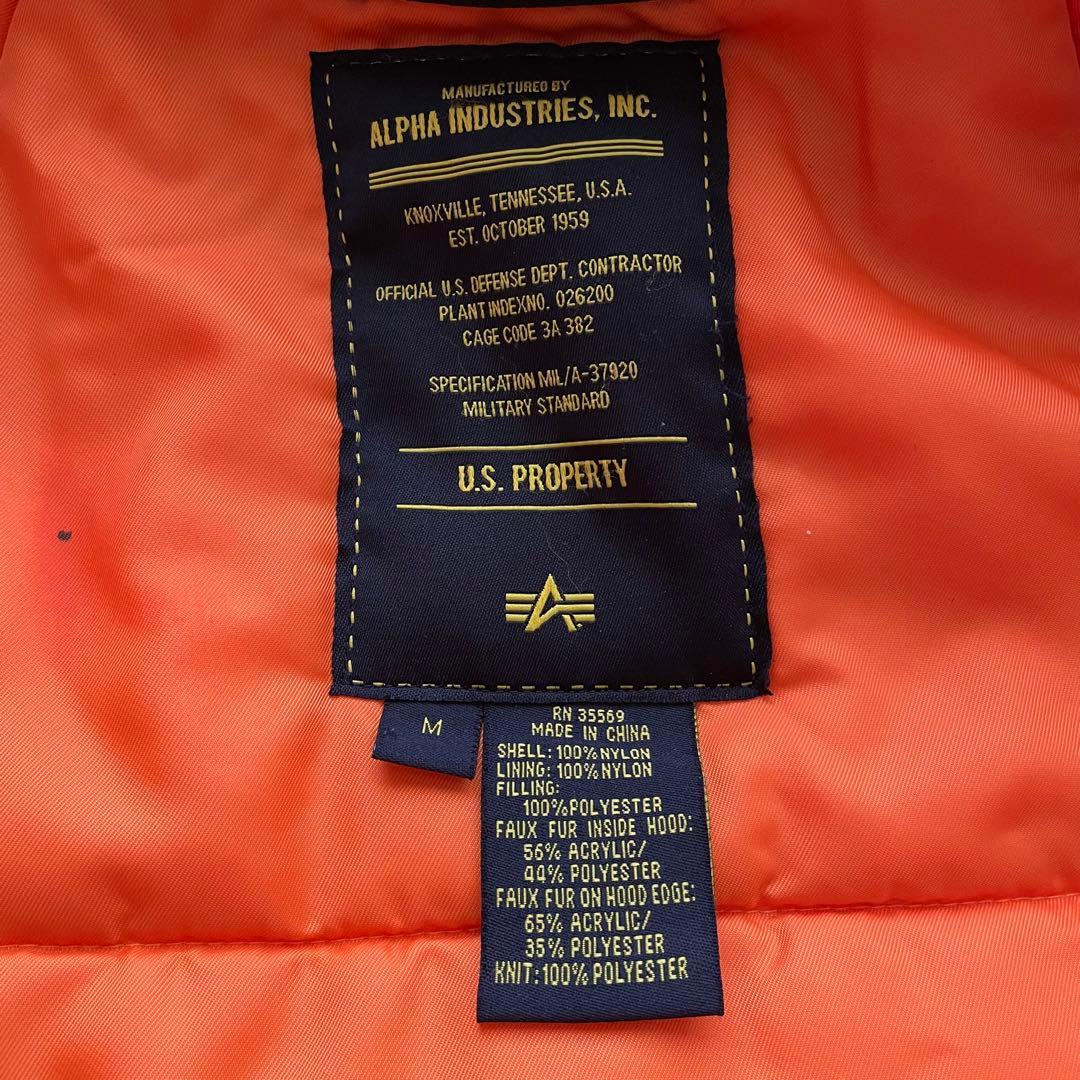 MANUFACTURED BY
ALPHA INDUSTRIES, INC.
KNOXVILLE, TENNESSEE, U.S.A.
EST. OCTOBER 1959
OFFICIAL U.S. DEFENSE DEPT. CONTRACTOR
PLANT INDEXNO. 026200
CAGE CODE 3A 382
SPECIFICATION MIL/A-37920
MILITARY STANDARD
U.S. PROPERTY
M
RN 35569
MADE IN CHINA
SHELL: 100% NYLON
LINING: 100% NYLON
FILLING:
100%POLYESTER
FAUX FUR INSIDE HOOD:
56% ACRYLIC/
44% POLYESTER
FAUX FUR ON HOOD EDGE:
65% ACRYLIC/
35% POLYESTER
KNIT:100% POLYESTER